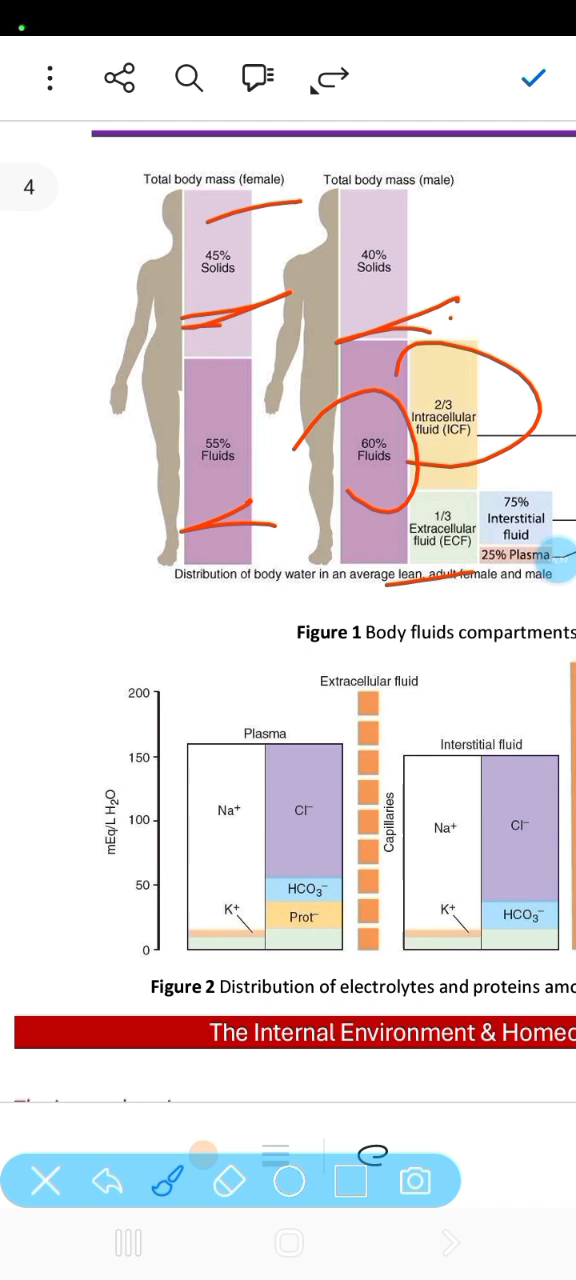 4
Total body mass (female)
Total body mass (male)
45%
Solids
40%
Solids
55%
Fluids
60%
Fluids
2/3
Intracellular
fluid (ICF)
1/3
Extracellular
fluid (ECF)
75%
Interstitial
fluid
25% Plasma
Distribution of body water in an average lean, adult female and male
Figure 1 Body fluids compartments
Extracellular fluid
Plasma
Interstitial fluid
200
150
100
50
0
mEq/L H₂O
Na⁺
Cl⁻
HCO₃⁻
Prot⁻
K⁺
Capillaries
Na⁺
Cl⁻
K⁺
HCO₃⁻
Figure 2 Distribution of electrolytes and proteins amo
The Internal Environment & Homeo